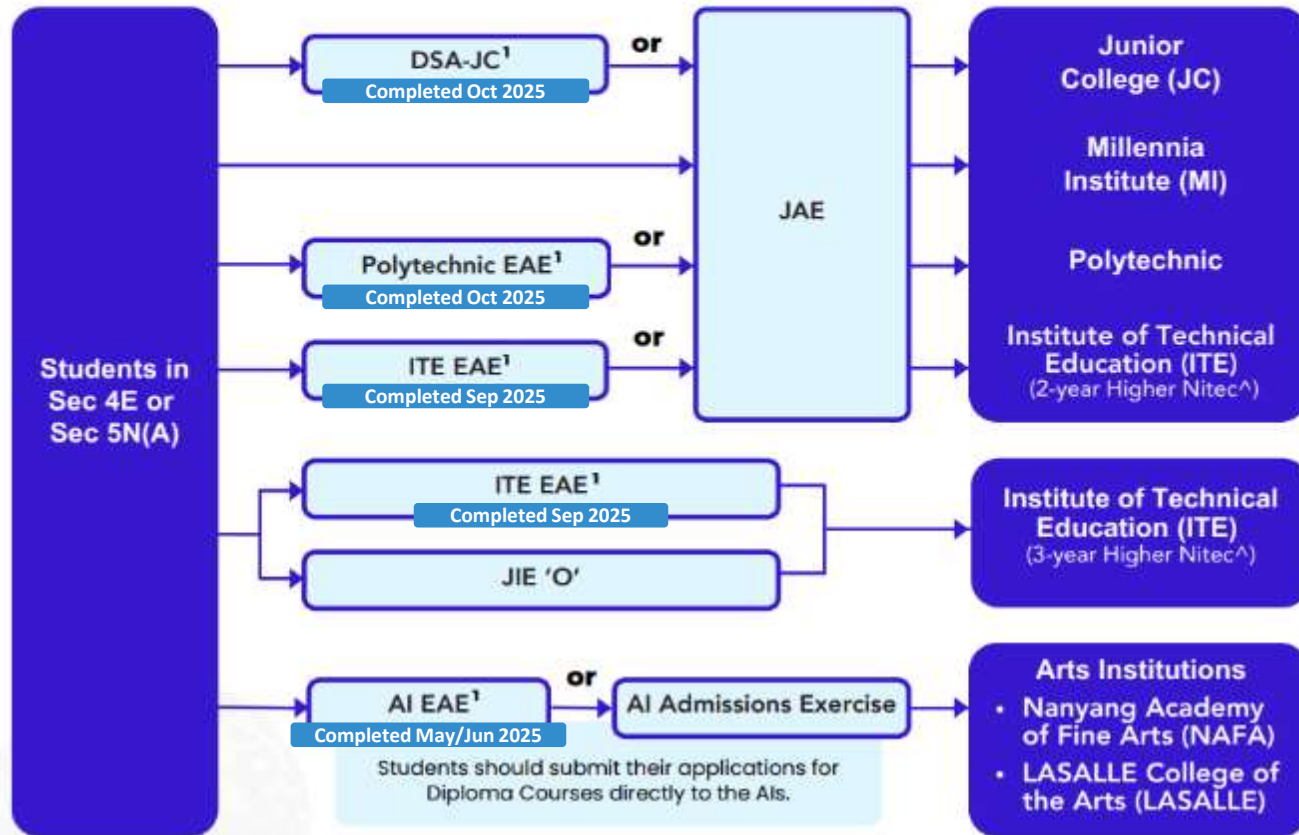 Students in
Sec 4E or
Sec 5N(A)
DSA-JC¹
Completed Oct 2025
or
Polytechnic EAE¹
Completed Oct 2025
or
ITE EAE¹
Completed Sep 2025
or
JAE
Junior
College (JC)
Millennia
Institute (MI)
Polytechnic
Institute of Technical
Education (ITE)
(2-year Higher Nitec^)
ITE EAE¹
Completed Sep 2025
JIE ‘O’
Institute of Technical
Education (ITE)
(3-year Higher Nitec^)
AI EAE¹
Completed May/Jun 2025
or
AI Admissions Exercise
Students should submit their applications for
Diploma Courses directly to the AIs.
Arts Institutions
• Nanyang Academy
of Fine Arts (NAFA)
• LASALLE College of
the Arts (LASALLE)